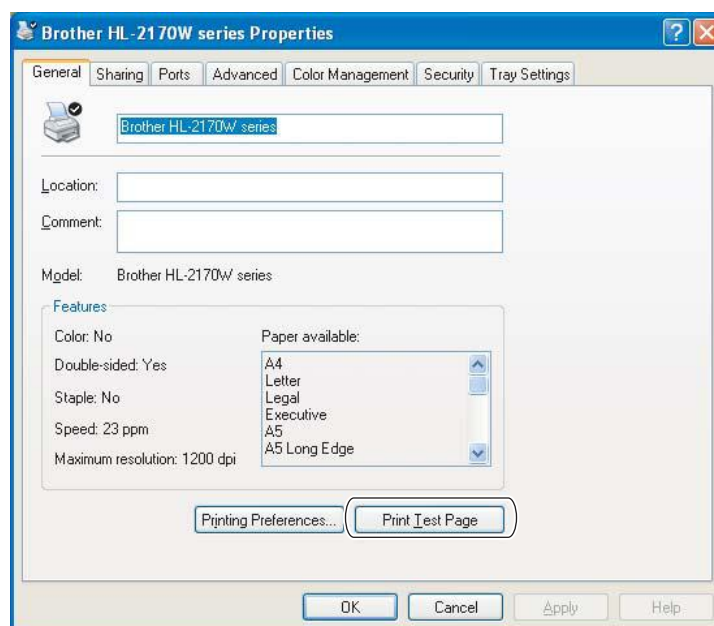 Brother HL-2170W series Properties
General Sharing Ports Advanced Color Management Security Tray Settings
Brother HL-2170W series
Location:
Comment:
Model: Brother HL-2170W series
Features
Color: No
Double-sided: Yes
Staple: No
Speed: 23 ppm
Maximum resolution: 1200 dpi
Paper available:
A4
Letter
Legal
Executive
A5
A5 Long Edge
Printing Preferences... Print Test Page
OK Cancel Apply Help